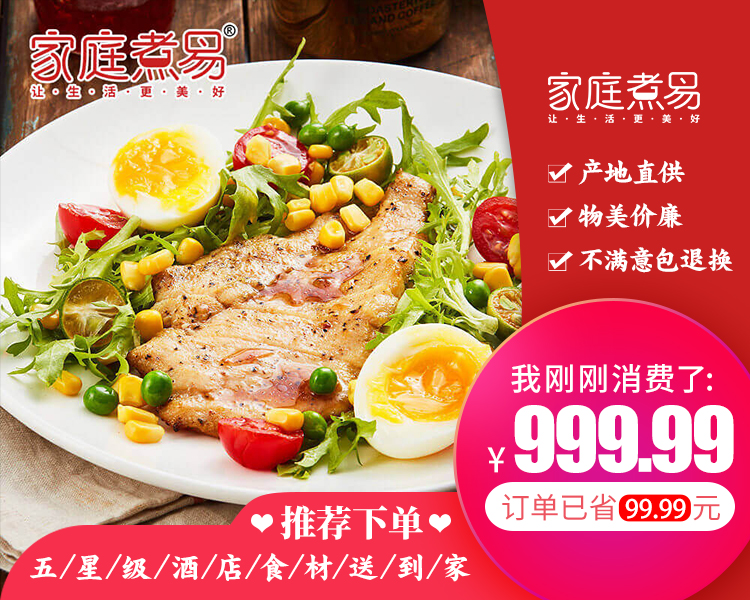 家庭煮易®
让·生·活·更·美·好
家庭煮易
让·生·活·更·美·好
产地直供
物美价廉
不满意包退换
我刚刚消费了:
¥999.99
订单已省99.99元
❤推荐下单❤
五/星/级/酒/店/食/材/送/到/家